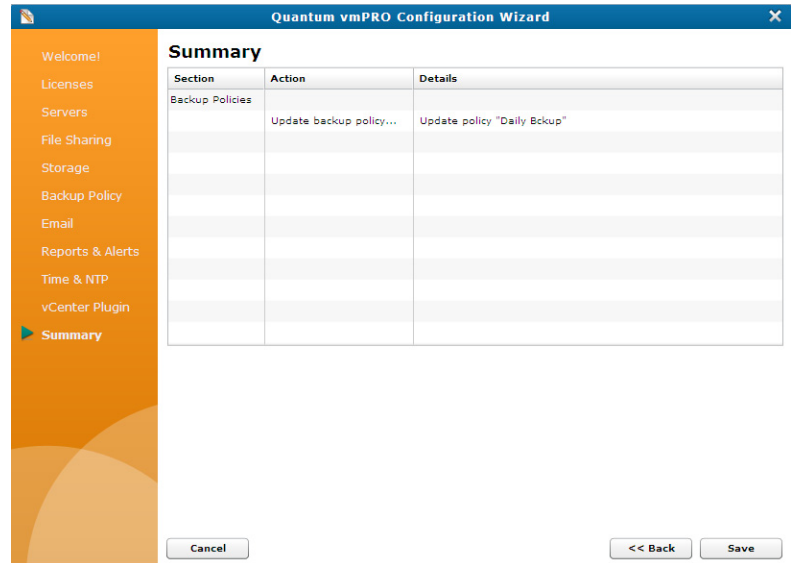 Quantum vmPRO Configuration Wizard
Welcome!
Licenses
Servers
File Sharing
Storage
Backup Policy
Email
Reports & Alerts
Time & NTP
vCenter Plugin
Summary
Summary
Section Action Details
Backup Policies
Update backup policy... Update policy "Daily Bckup"
Cancel << Back Save